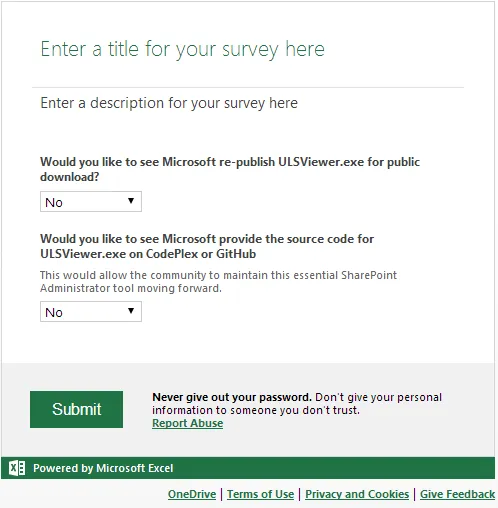 Enter a title for your survey here
Enter a description for your survey here
Would you like to see Microsoft re-publish ULSViewer.exe for public
download?
No
Would you like to see Microsoft provide the source code for
ULSViewer.exe on CodePlex or GitHub
This would allow the community to maintain this essential SharePoint
Administrator tool moving forward.
No
Submit
Never give out your password. Don't give your personal
information to someone you don't trust.
Report Abuse
Powered by Microsoft Excel
OneDrive | Terms of Use | Privacy and Cookies | Give Feedback